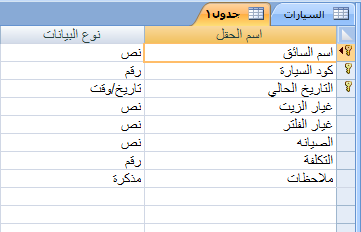 السيارات جدول١
اسم الحقل نوع البيانات
اسم السائق نص
كود السيارة رقم
التاريخ الحالي تاريخ/وقت
غيار الزيت نص
غيار الفلتر نص
الصيانه نص
التكلفة رقم
ملاحظات مذكرة